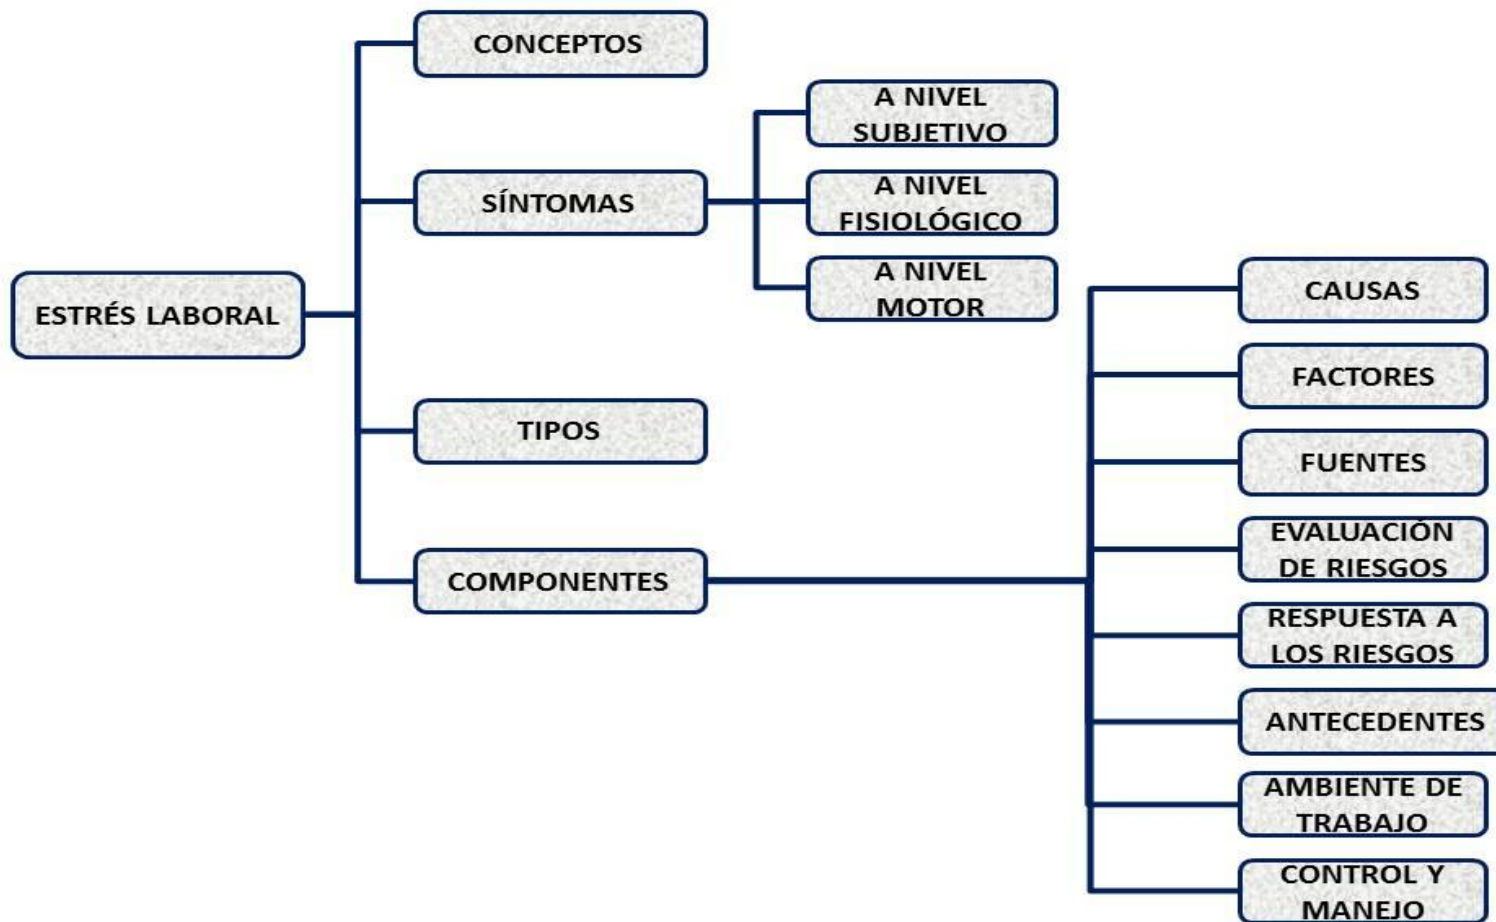 CONCEPTOS
A NIVEL
SUBJETIVO
SÍNTOMAS
A NIVEL
FISIOLÓGICO
A NIVEL
MOTOR
ESTRÉS LABORAL
TIPOS
COMPONENTES
CAUSAS
FACTORES
FUENTES
EVALUACIÓN
DE RIESGOS
RESPUESTA A
LOS RIESGOS
ANTECEDENTES
AMBIENTE DE
TRABAJO
CONTROL Y
MANEJO